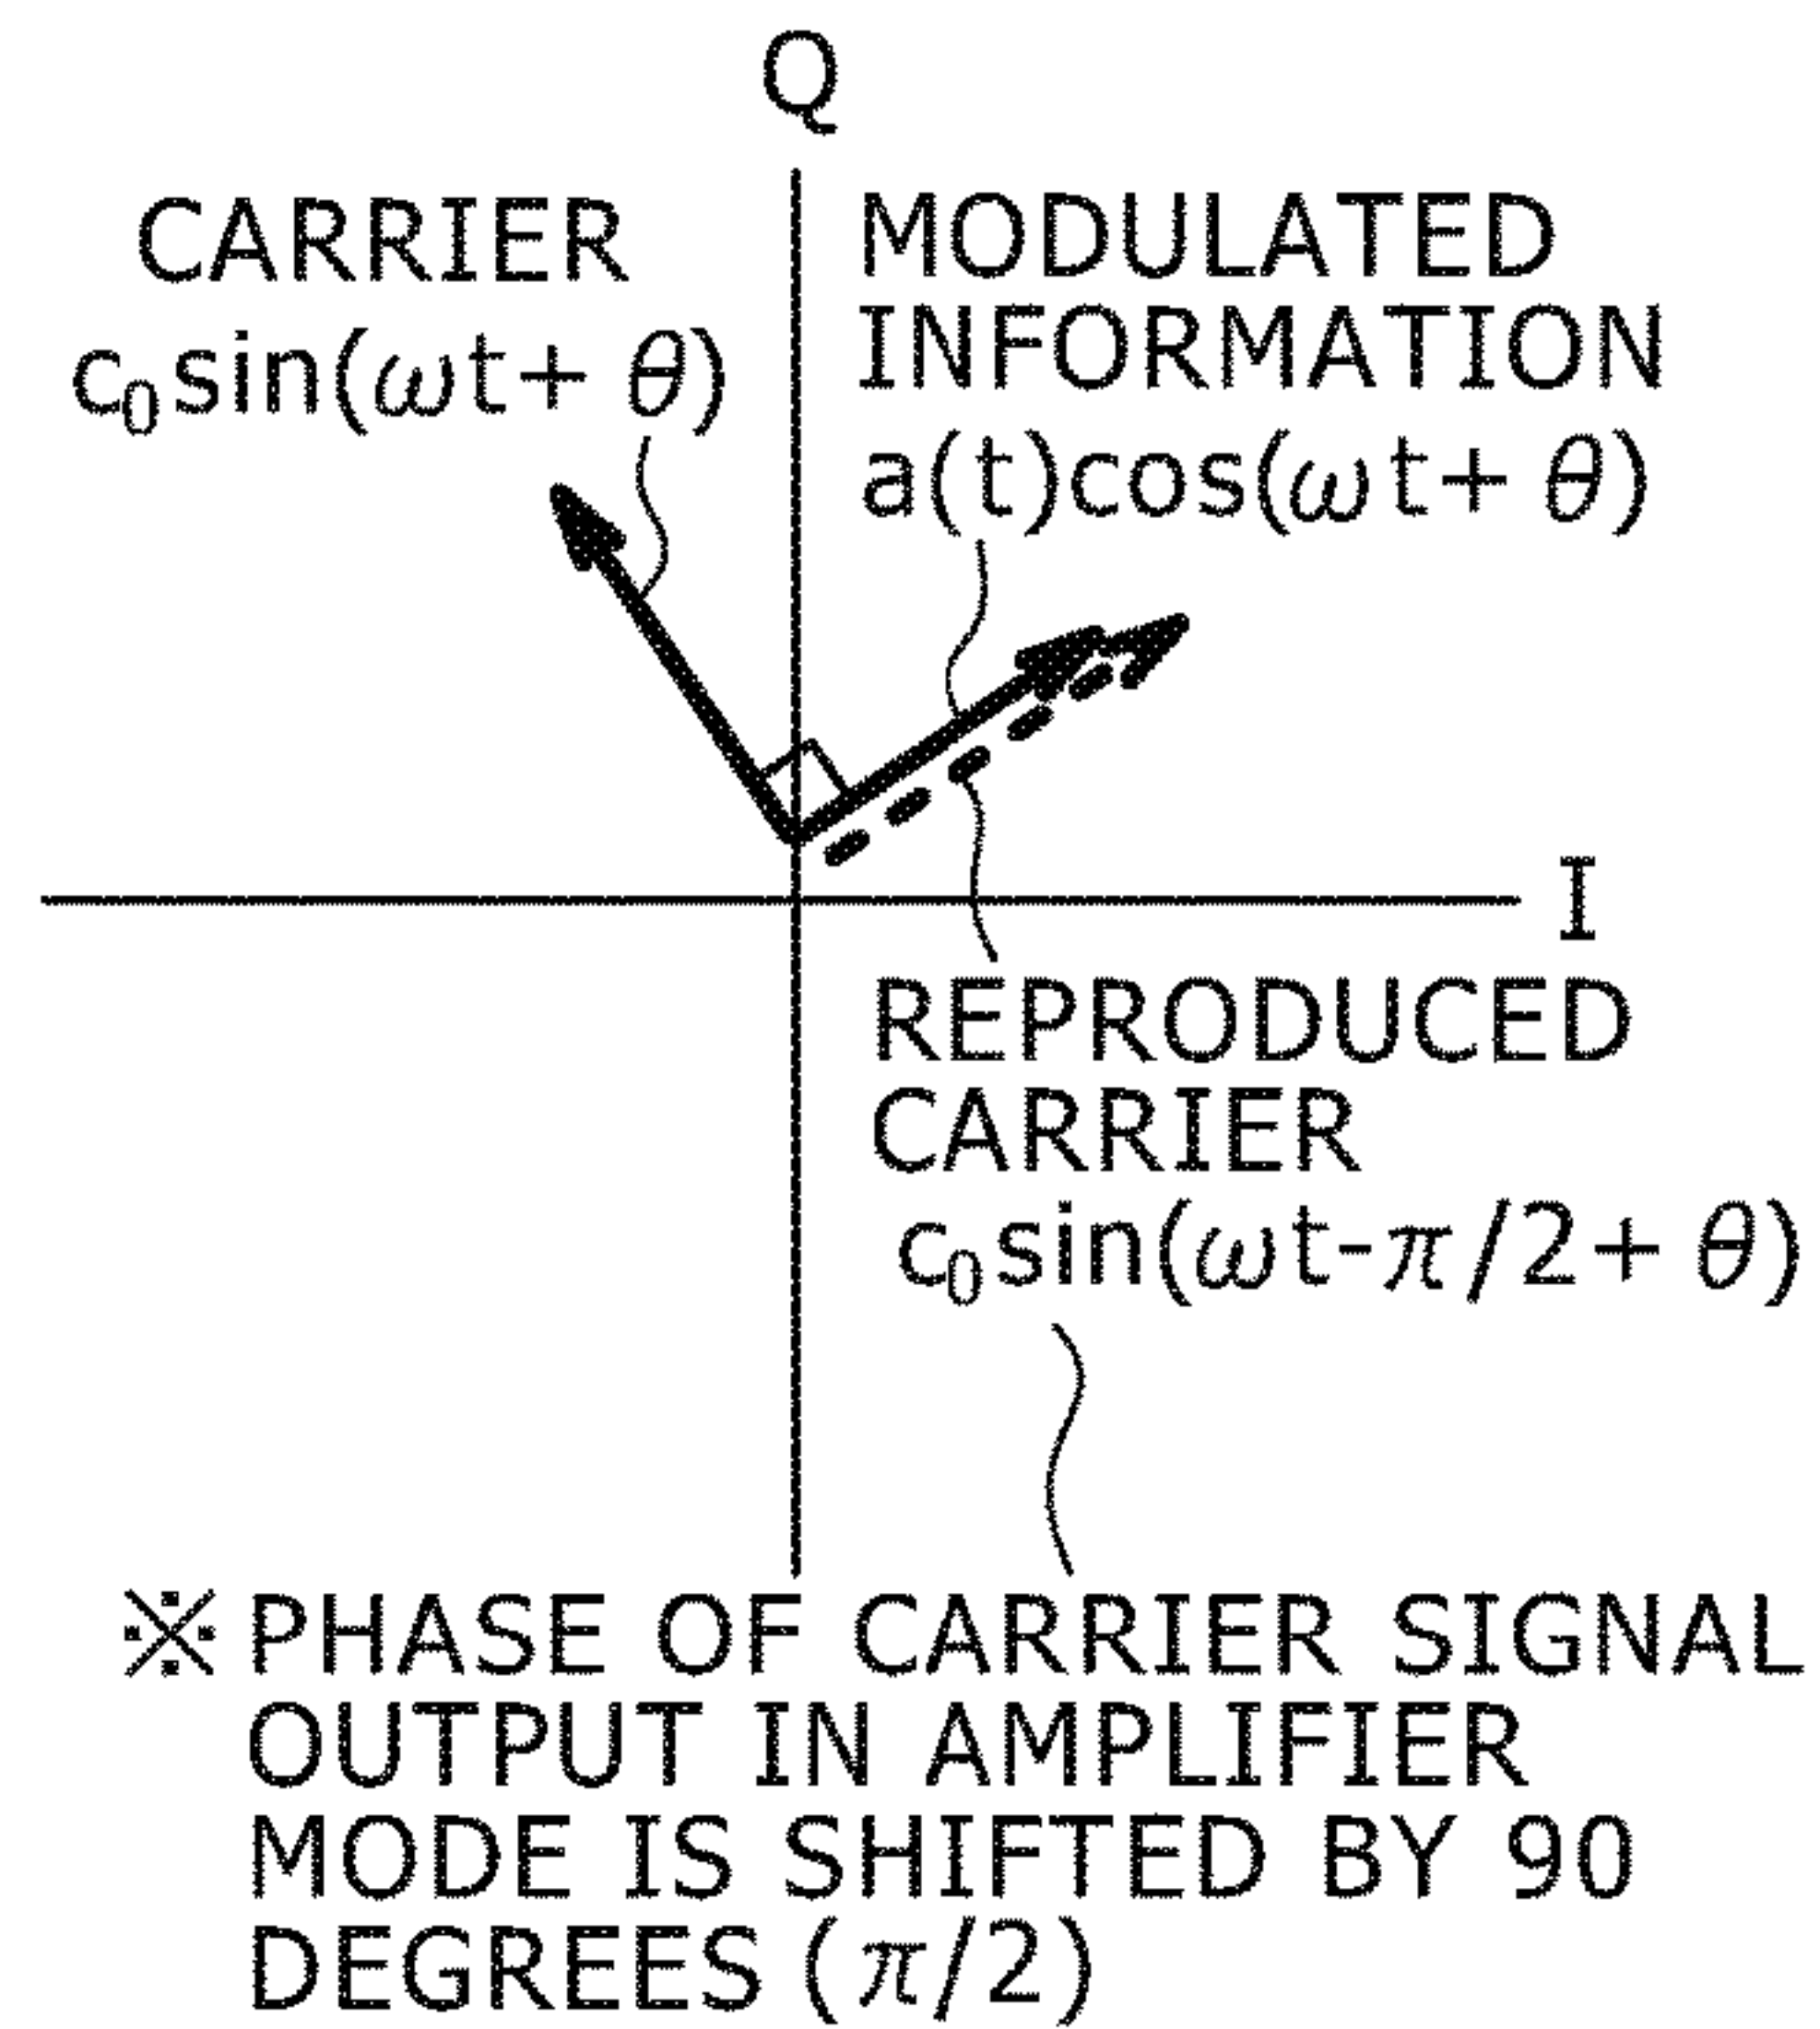 Q
CARRIER
c₀sin(ωt+θ)
MODULATED
INFORMATION
a(t)cos(ωt+θ)
I
REPRODUCED
CARRIER
c₀sin(ωt-π/2+θ)
※PHASE OF CARRIER SIGNAL
OUTPUT IN AMPLIFIER
MODE IS SHIFTED BY 90
DEGREES (π/2)